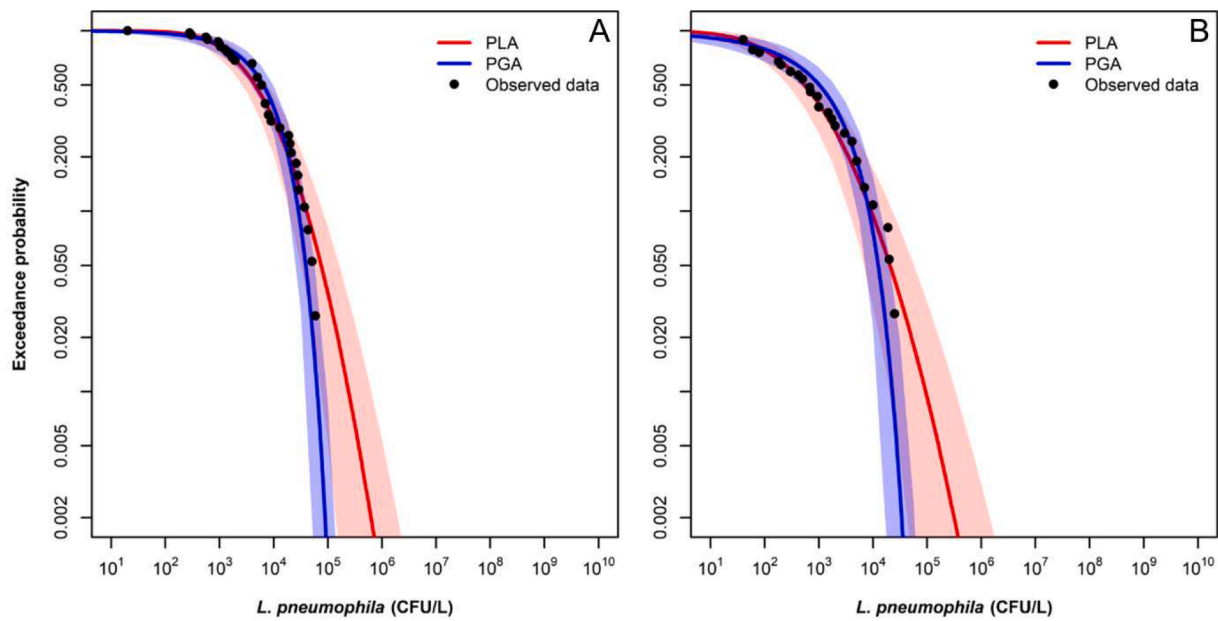 A
PLA
PGA
Observed data
Exceedance probability
0.500
0.200
0.050
0.020
0.005
0.002
10¹ 10² 10³ 10⁴ 10⁵ 10⁶ 10⁷ 10⁸ 10⁹ 10¹⁰
L. pneumophila (CFU/L)
B
PLA
PGA
Observed data
0.500
0.200
0.050
0.020
0.005
0.002
10¹ 10² 10³ 10⁴ 10⁵ 10⁶ 10⁷ 10⁸ 10⁹ 10¹⁰
L. pneumophila (CFU/L)